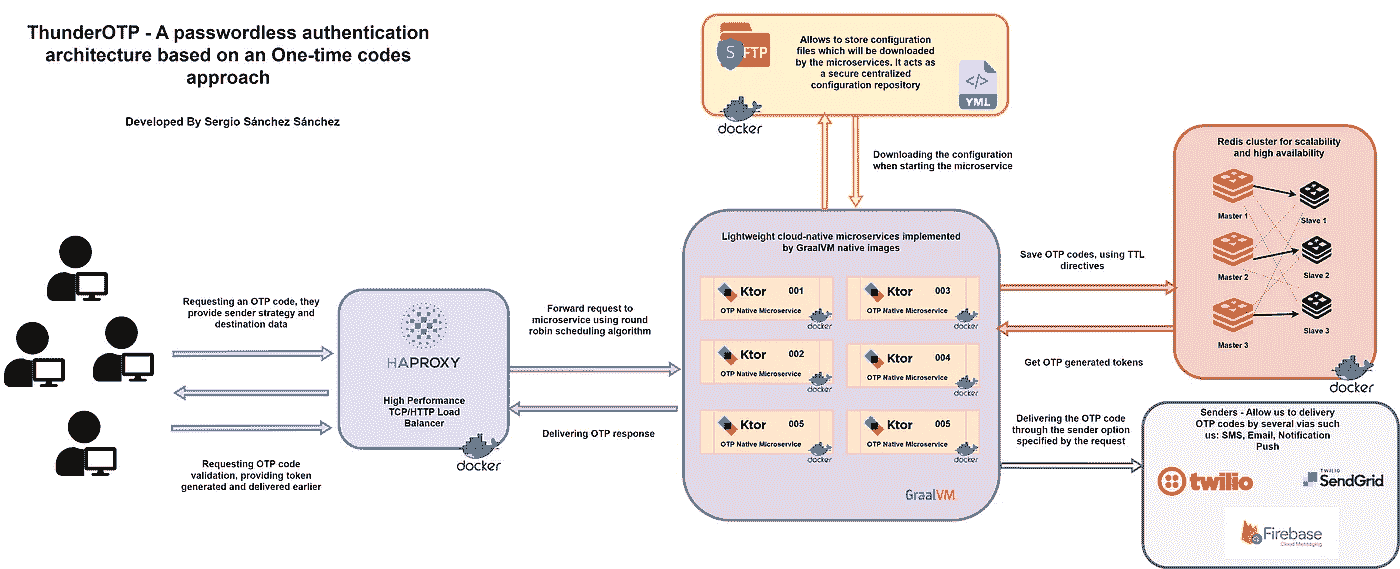 ThunderOTP - A passwordless authentication
architecture based on an One-time codes
approach
Developed By Sergio Sánchez Sánchez
S
FTP
Allows to store configuration
files which will be downloaded
by the microservices. It acts as
a secure centralized
configuration repository
</>
YML
docker
Downloading the configuration
when starting the microservice
Redis cluster for scalability
and high availability
Master 1
Slave 1
Master 2
Slave 2
Master 3
Slave 3
docker
Requesting an OTP code, they
provide sender strategy and
destination data
Requesting OTP code
validation, providing token
generated and delivered earlier
HAPROXY
High Performance
TCP/HTTP Load
Balancer
docker
Forward request to
microservice using round
robin scheduling algorithm
Delivering OTP response
Lightweight cloud-native microservices implemented
by GraalVM native images
Ktor 001
OTP Native Microservice
docker
Ktor 003
OTP Native Microservice
docker
Ktor 002
OTP Native Microservice
docker
Ktor 004
OTP Native Microservice
docker
Ktor 005
OTP Native Microservice
docker
Ktor 005
OTP Native Microservice
docker
GraalVM
Save OTP codes, using TTL
directives
Get OTP generated tokens
Delivering the OTP code
through the sender option
specified by the request
Senders - Allow us to delivery
OTP codes by several vias such
us: SMS, Email, Notification
Push
twilio
TWILIO
SendGrid
Firebase
Cloud Messaging